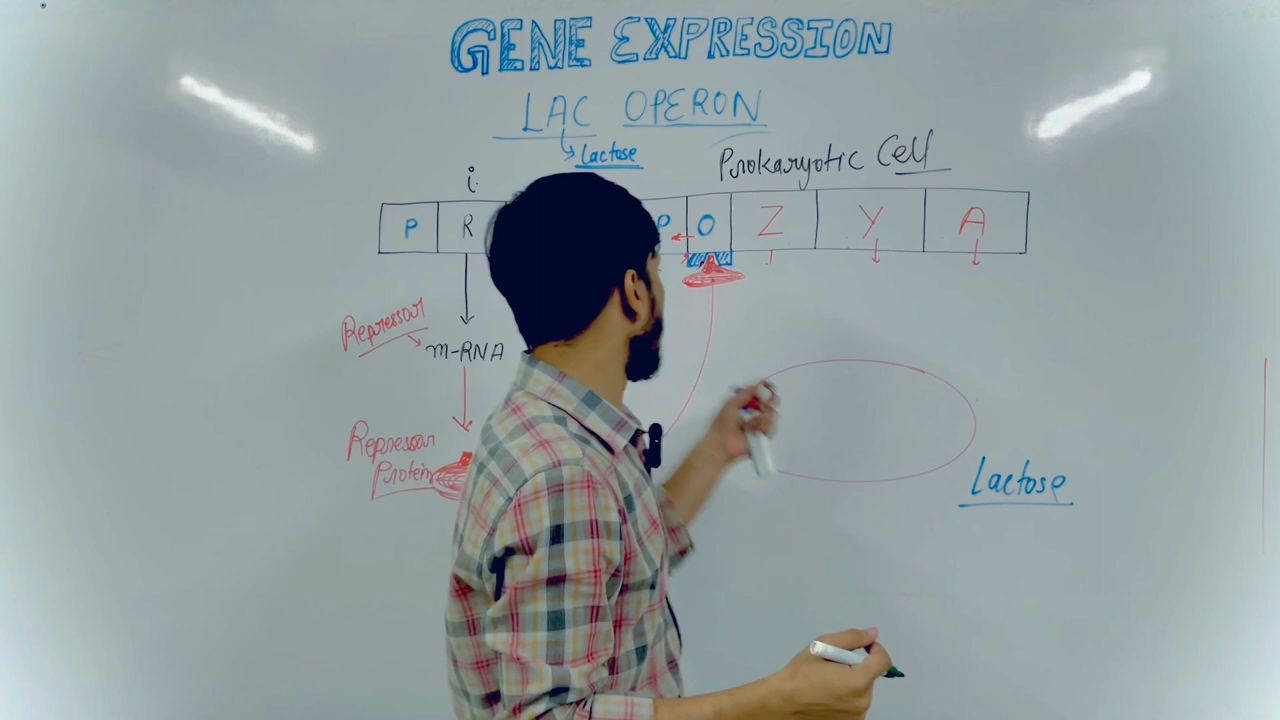 GENE EXPRESSION
LAC OPERON
Lactose
Prokaryotic Cell
i
P R P O Z Y A
Repressor
m-RNA
Repressor
Protein
Lactose